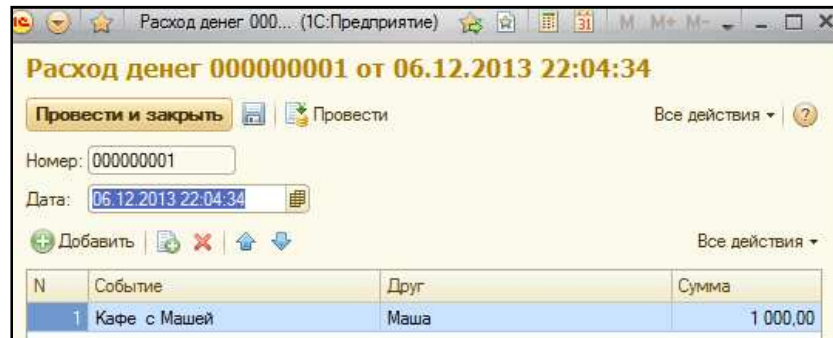 Расход денег 000... (1С:Предприятие) 31 M M+ M-
Расход денег 000000001 от 06.12.2013 22:04:34
Провести и закрыть Провести Все действия ?
Номер: 000000001
Дата: 06.12.2013 22:04:34
Добавить Все действия
N Событие Друг Сумма
1 Кафе с Машей Маша 1 000,00